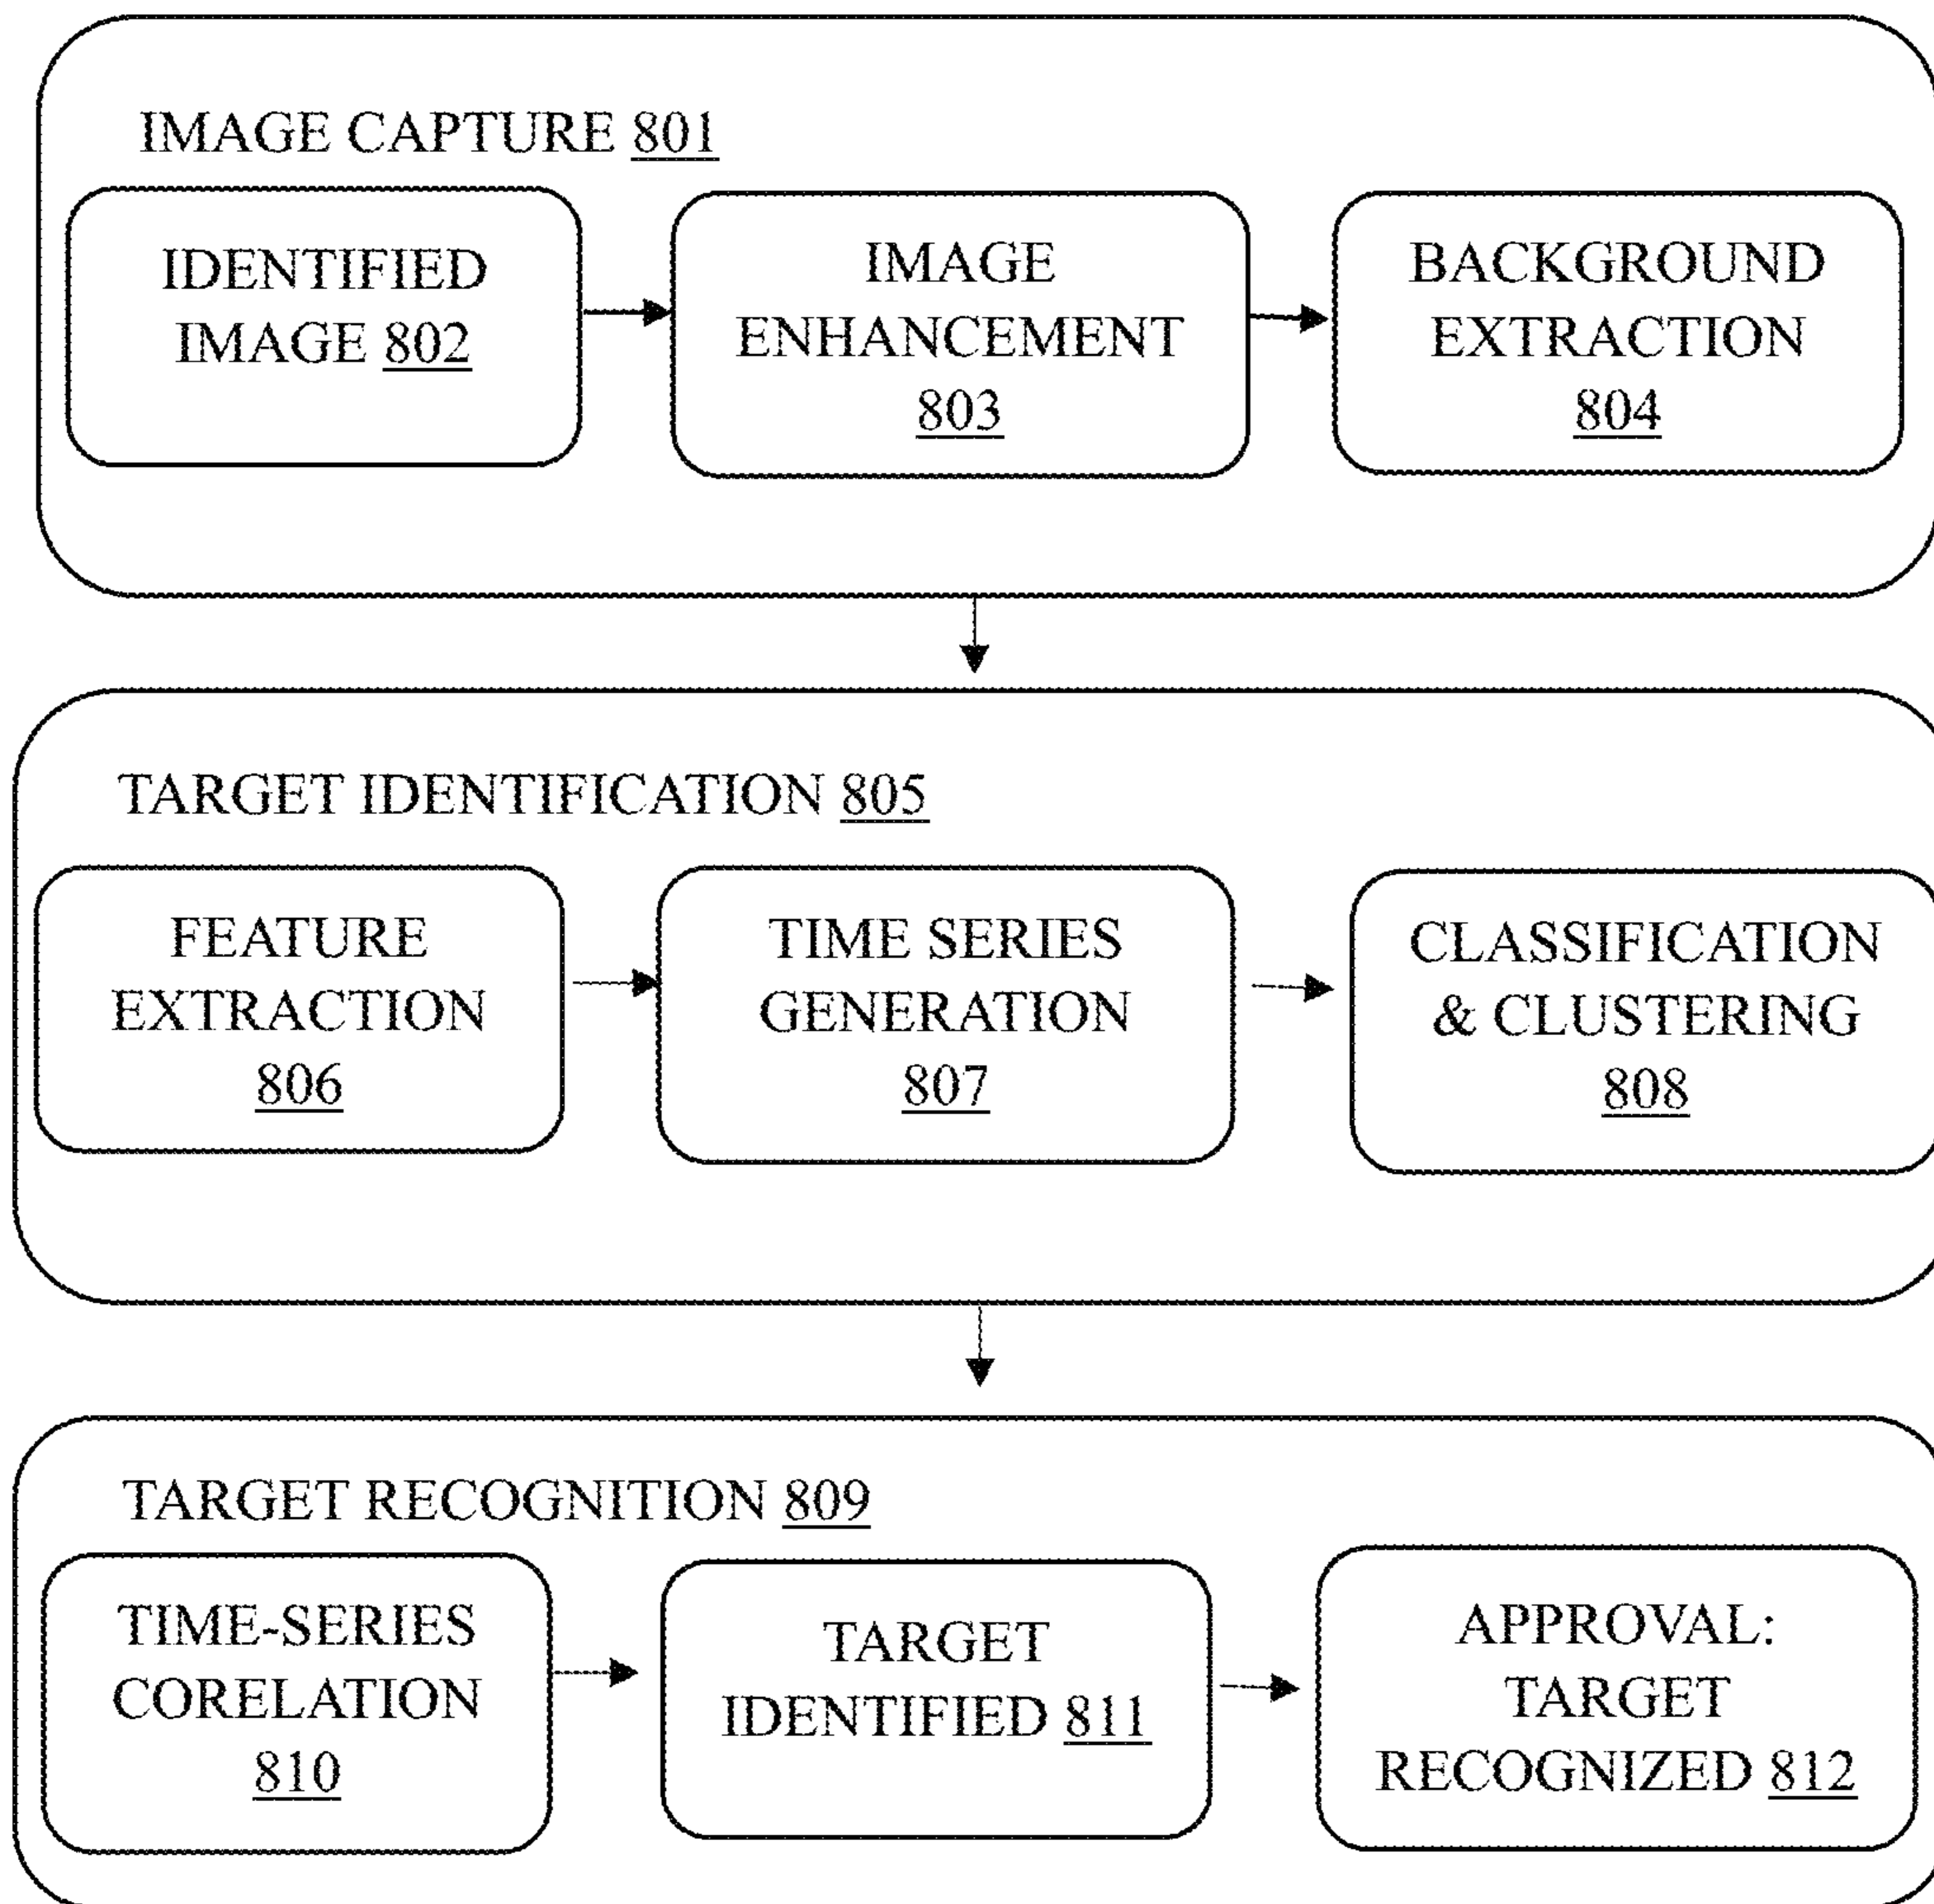 IMAGE CAPTURE 801
IDENTIFIED
IMAGE 802
IMAGE
ENHANCEMENT
803
BACKGROUND
EXTRACTION
804
TARGET IDENTIFICATION 805
FEATURE
EXTRACTION
806
TIME SERIES
GENERATION
807
CLASSIFICATION
& CLUSTERING
808
TARGET RECOGNITION 809
TIME-SERIES
CORELATION
810
TARGET
IDENTIFIED 811
APPROVAL:
TARGET
RECOGNIZED 812